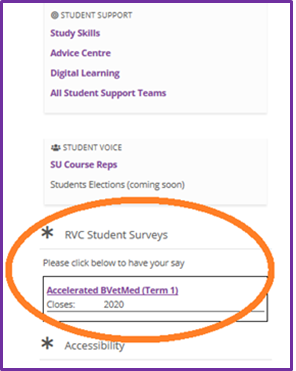 STUDENT SUPPORT
Study Skills
Advice Centre
Digital Learning
All Student Support Teams
STUDENT VOICE
SU Course Reps
Students Elections (coming soon)
RVC Student Surveys
Please click below to have your say
Accelerated BVetMed (Term 1)
Closes: 2020
Accessibility